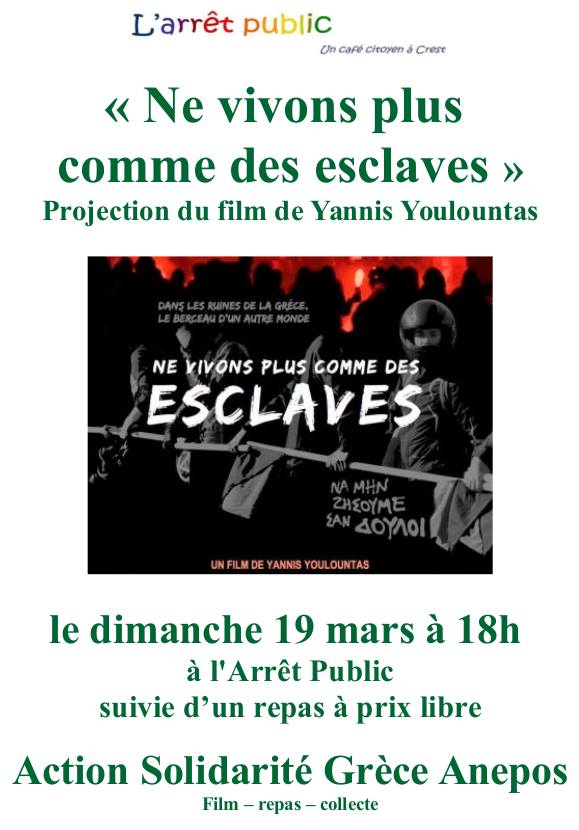 L'arrêt public
Un café citoyen à Crest
« Ne vivons plus
comme des esclaves »
Projection du film de Yannis Youlountas
DANS LES RUINES DE LA GRÈCE,
LE BERCEAU D'UN AUTRE MONDE
NE VIVONS PLUS COMME DES
ESCLAVES
ΝΑ ΜΗΝ
ΖΗΣΟΥΜΕ
ΣΑΝ ΔΟΥΛΟΙ
UN FILM DE YANNIS YOULOUNTAS
le dimanche 19 mars à 18h
à l'Arrêt Public
suivie d’un repas à prix libre
Action Solidarité Grèce Anepos
Film – repas – collecte